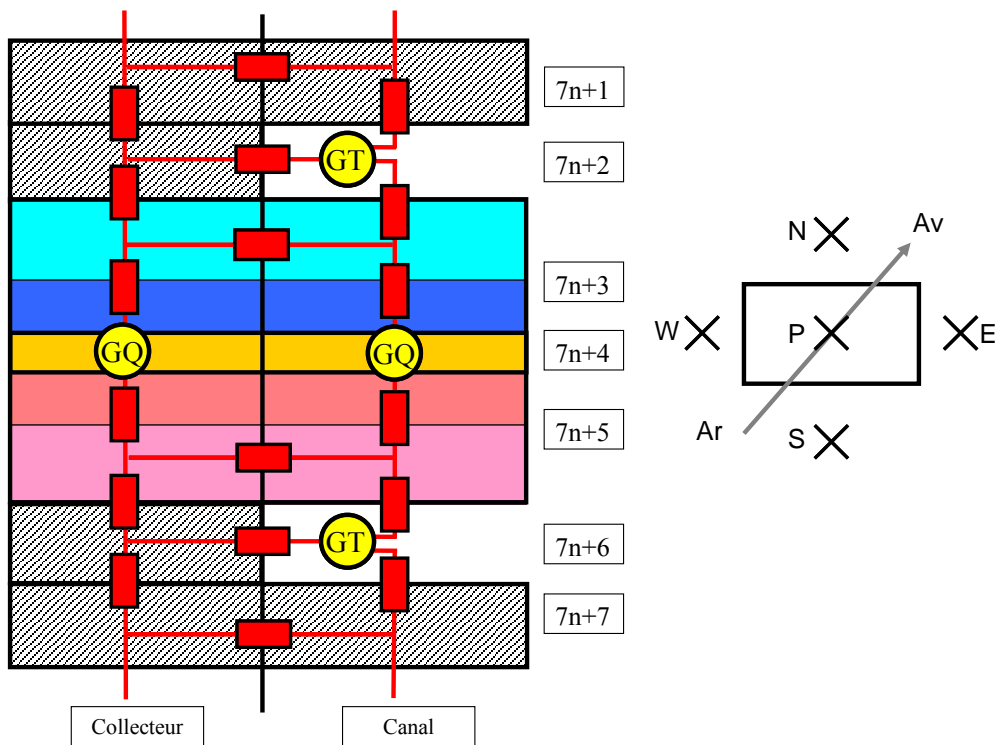 7n+1
GT
7n+2
7n+3
GQ GQ
7n+4
7n+5
GT
7n+6
7n+7
Collecteur Canal
N
Av
W P E
Ar
S